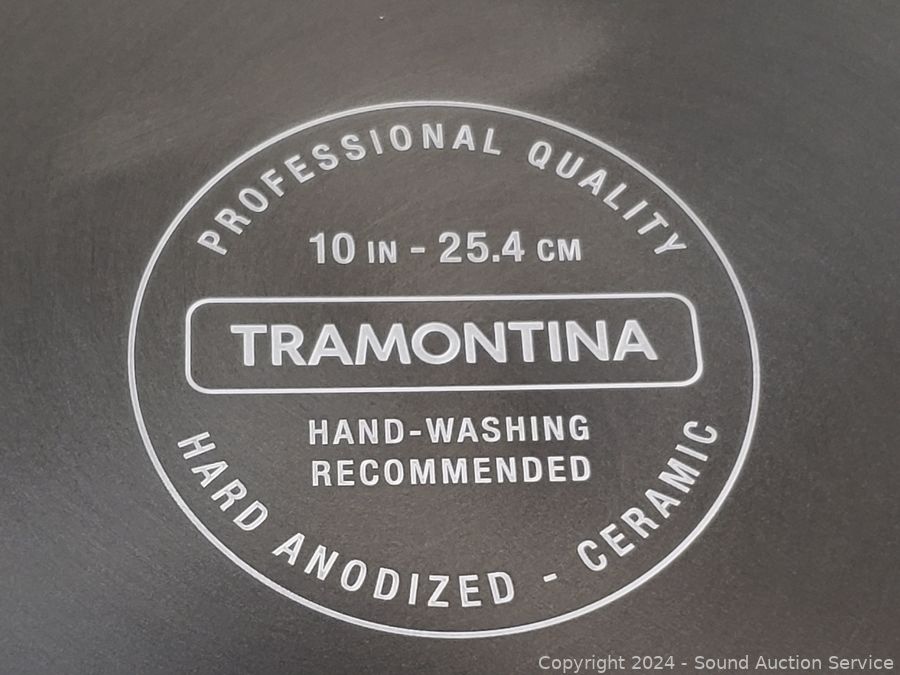 PROFESSIONAL QUALITY
10 IN - 25.4 CM
TRAMONTINA
HAND-WASHING
RECOMMENDED
HARD ANODIZED - CERAMIC
Copyright 2024 - Sound Auction Service